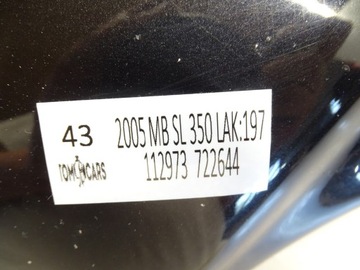 43 2005 MB SL 350 LAK:197
TOM CARS 112973 722644